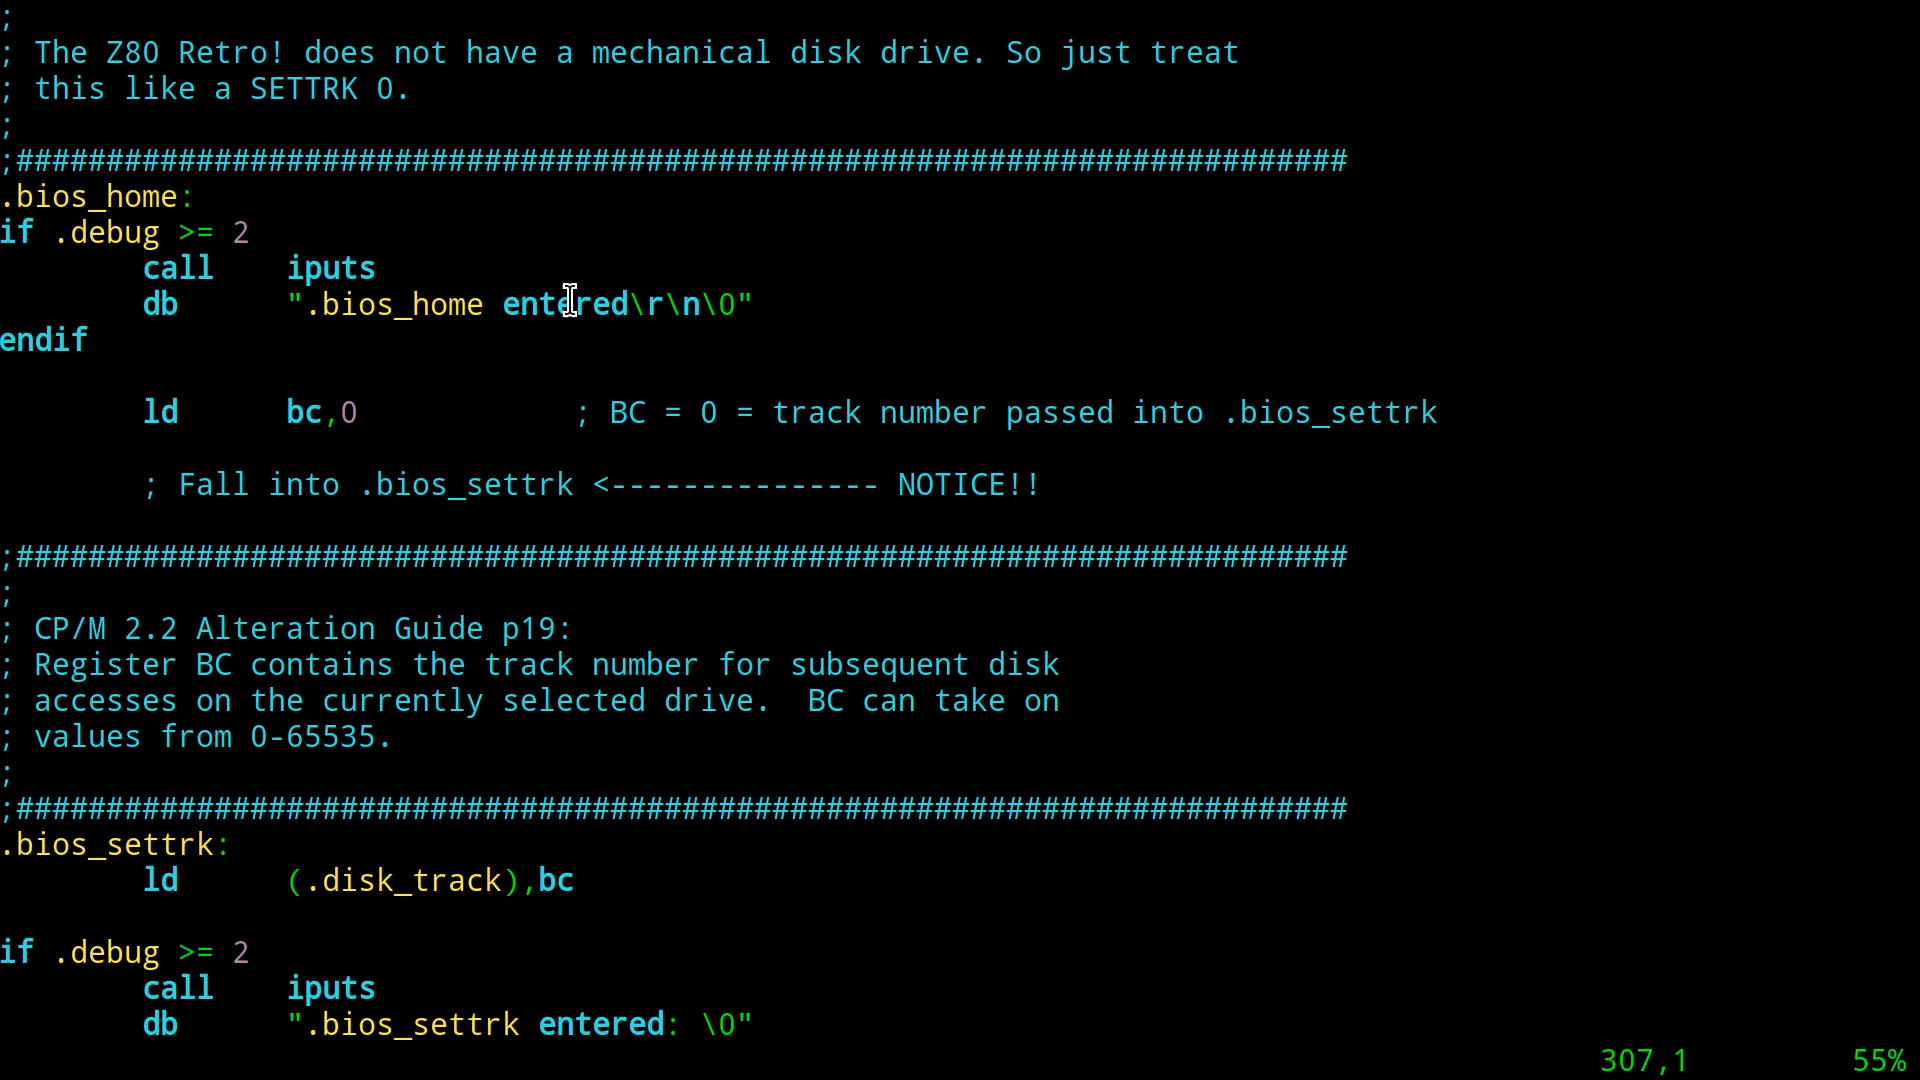 ;
; The Z80 Retro! does not have a mechanical disk drive. So just treat
; this like a SETTRK 0.
;
;##########################################################################
.bios_home:
if .debug >= 2
        call    iputs
        db      ".bios_home entered\r\n\0"
endif

        ld      bc,0            ; BC = 0 = track number passed into .bios_settrk

        ; Fall into .bios_settrk <--------------- NOTICE!!

;##########################################################################
;
; CP/M 2.2 Alteration Guide p19:
; Register BC contains the track number for subsequent disk
; accesses on the currently selected drive.  BC can take on
; values from 0-65535.
;
;##########################################################################
.bios_settrk:
        ld      (.disk_track),bc

if .debug >= 2
        call    iputs
        db      ".bios_settrk entered: \0"
307,1         55%